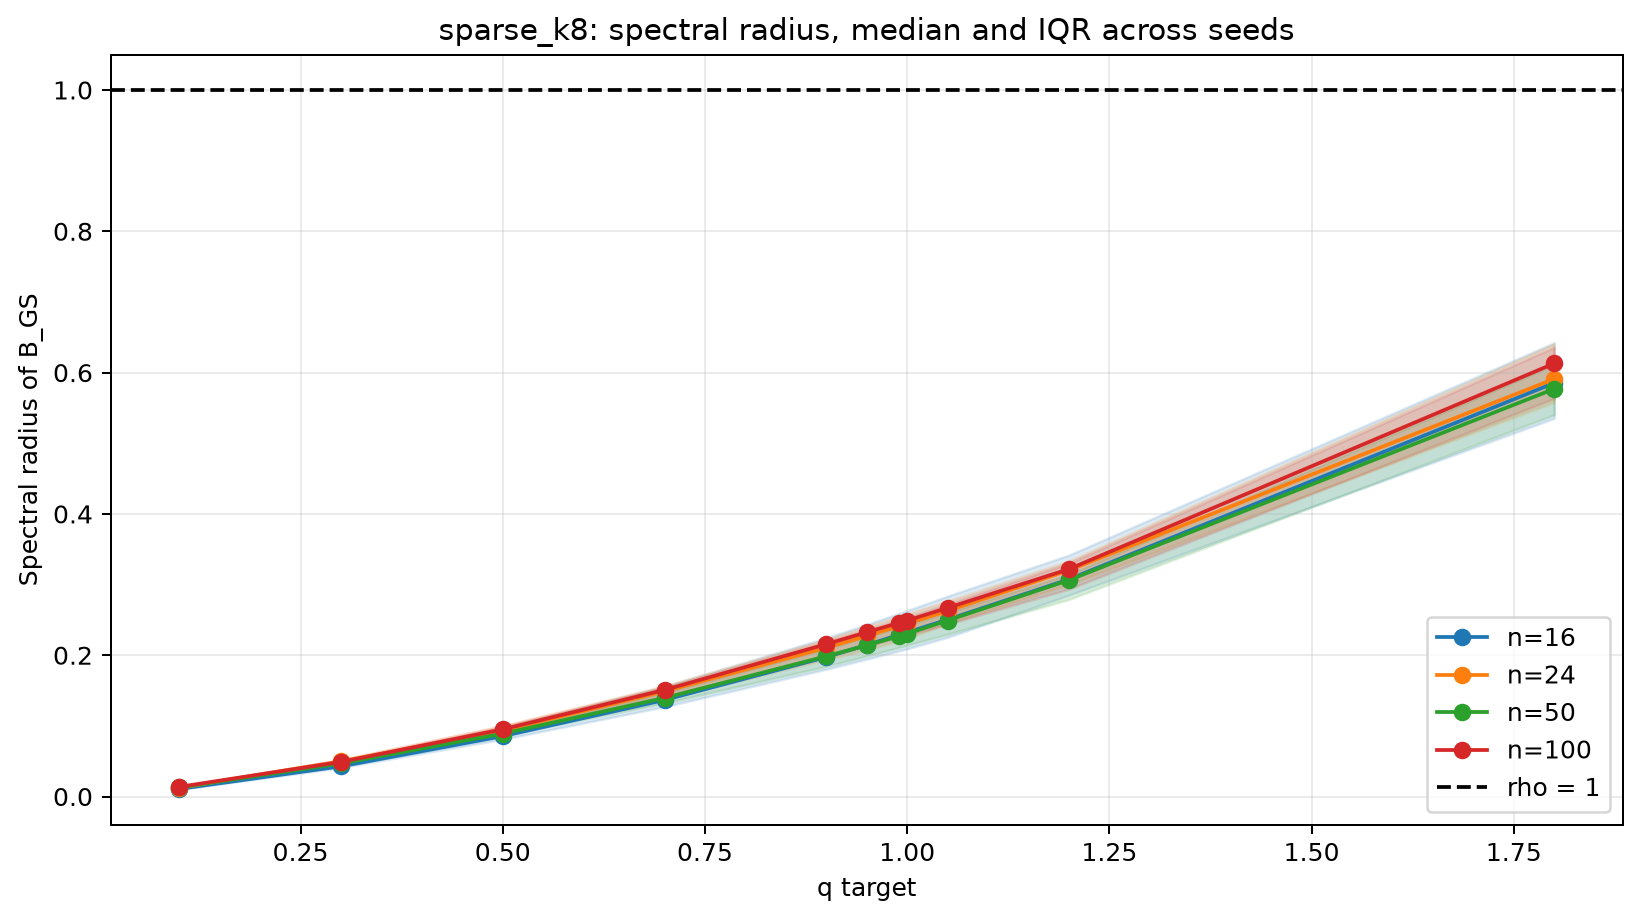 sparse_k8: spectral radius, median and IQR across seeds
Spectral radius of B_GS
1.0
0.8
0.6
0.4
0.2
0.0
0.25
0.50
0.75
1.00
1.25
1.50
1.75
q target
n=16
n=24
n=50
n=100
rho = 1